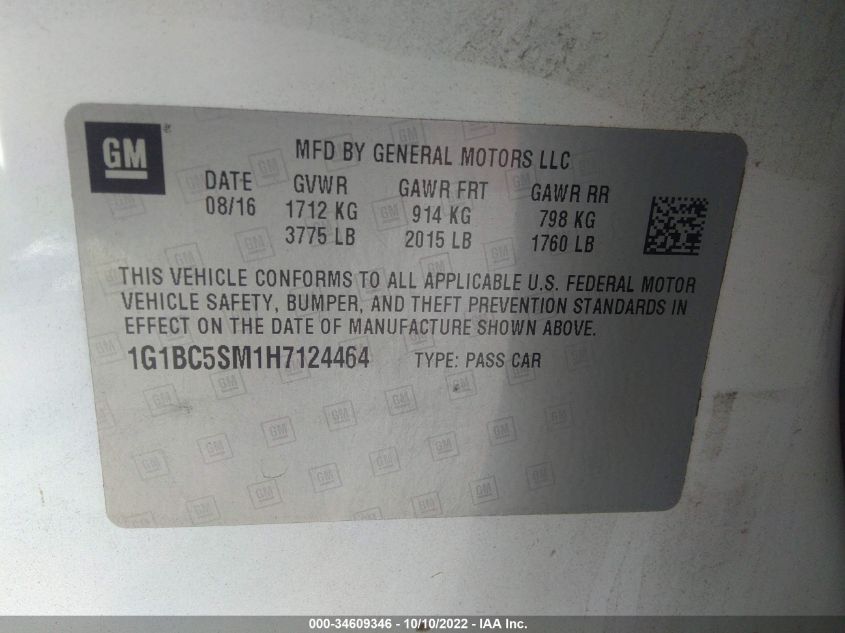 GM
MFD BY GENERAL MOTORS LLC
DATE GVWR GAWR FRT GAWR RR
08/16 1712 KG 914 KG 798 KG
3775 LB 2015 LB 1760 LB
THIS VEHICLE CONFORMS TO ALL APPLICABLE U.S. FEDERAL MOTOR
VEHICLE SAFETY, BUMPER, AND THEFT PREVENTION STANDARDS IN
EFFECT ON THE DATE OF MANUFACTURE SHOWN ABOVE.
1G1BC5SM1H7124464 TYPE: PASS CAR
000-34609346 - 10/10/2022 - IAA Inc.